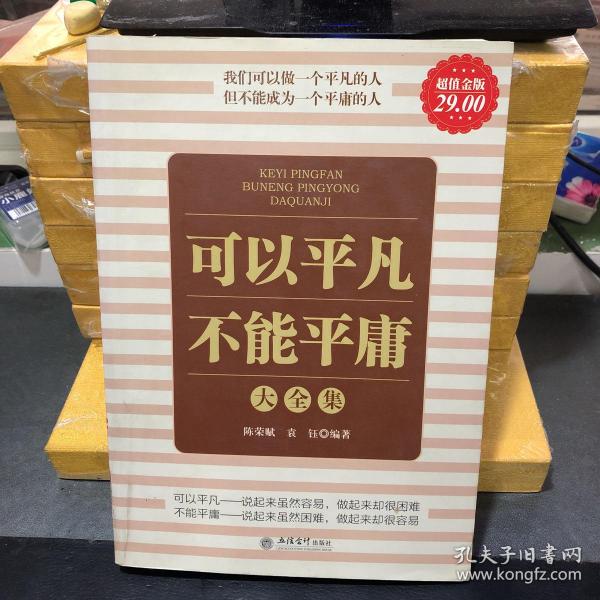 我们可以做一个平凡的人
但不能成为一个平庸的人
超值金版
29.00
KEYI PINGFAN
BUNENG PINGYONG
DAQUANJI
可以平凡
不能平庸
大全集
陈荣赋 袁钰◎编著
可以平凡——说起来虽然容易，做起来却很困难
不能平庸——说起来虽然困难，做起来却很容易
立信会计出版社
孔夫子旧书网
www.kongfz.com